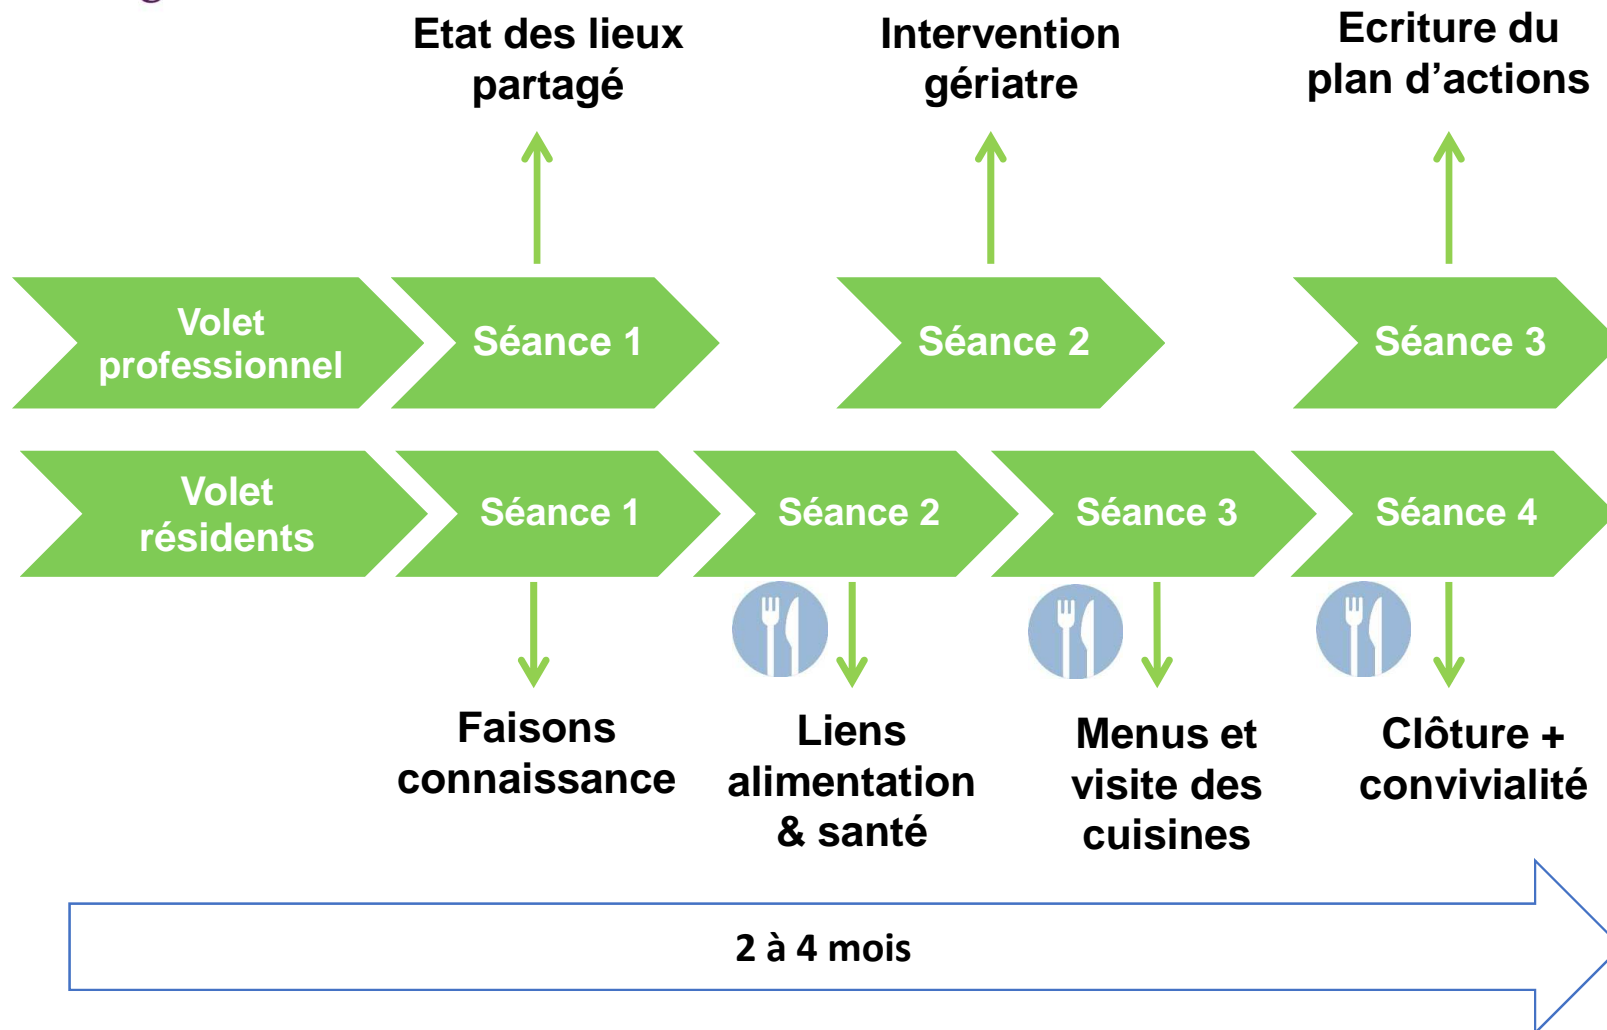 Etat des lieux
partagé
Intervention
gériatre
Ecriture du
plan d’actions
Volet
professionnel
Séance 1
Séance 2
Séance 3
Volet
résidents
Séance 1
Séance 2
Séance 3
Séance 4
Faisons
connaissance
Liens
alimentation
& santé
Menus et
visite des
cuisines
Clôture +
convivialité
2 à 4 mois